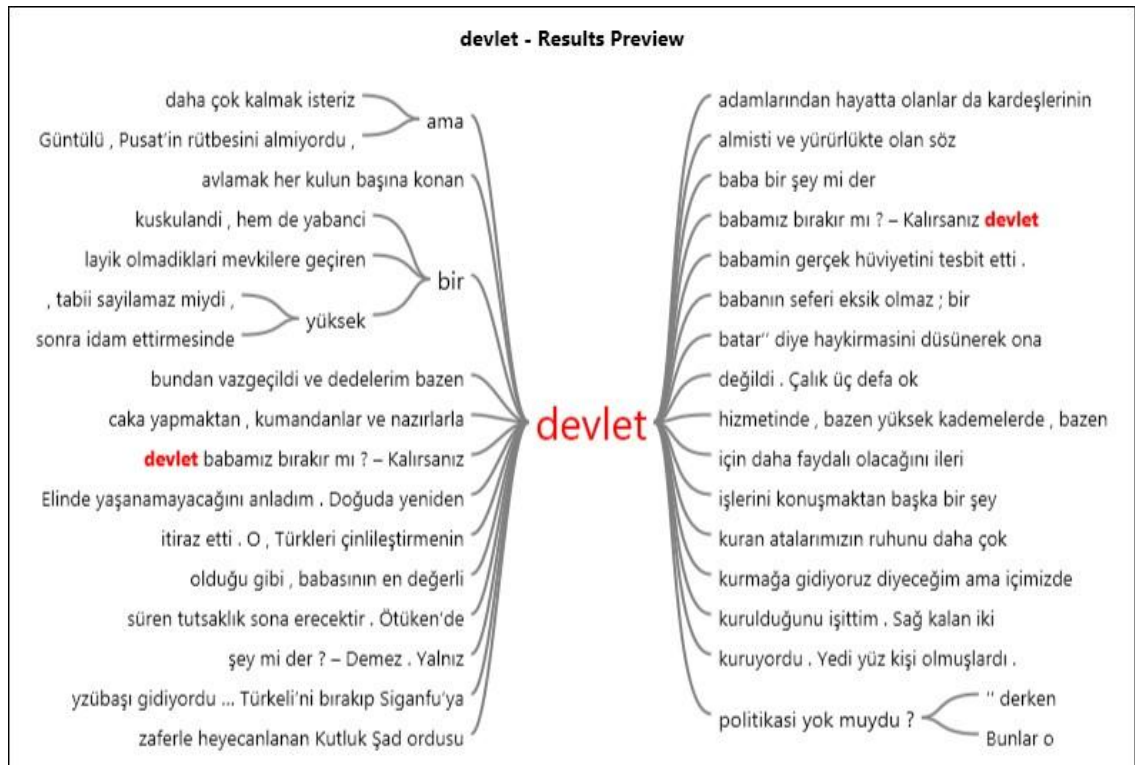 devlet - Results Preview
daha çok kalmak isteriz
Güntülü , Pusat'in rütbesini almiyordu ,
ama
avlamak her kulun başına konan
kuskulandi , hem de yabanci
layik olmadiklari mevkilere geçiren
, tabii sayilamaz miydi ,
sonra idam ettirmesinde
yüksek
bir
bundan vazgeçildi ve dedelerim bazen
caka yapmaktan , kumandanlar ve nazırlarla
devlet babamız bırakır mı ? – Kalırsanız
Elinde yaşanamayacağını anladım . Doğuda yeniden
itiraz etti . O , Türkleri çinlileştirmenin
olduğu gibi , babasının en değerli
süren tutsaklık sona erecektir . Ötüken'de
şey mi der ? – Demez . Yalnız
yzübaşı gidiyordu ... Türkeli'ni bırakıp Siganfu'ya
zaferle heyecanlanan Kutluk Şad ordusu
devlet
adamlarından hayatta olanlar da kardeşlerinin
almisti ve yürürlükte olan söz
baba bir şey mi der
babamız bırakır mı ? – Kalırsanız devlet
babamin gerçek hüviyetini tesbit etti .
babanın seferi eksik olmaz ; bir
batar'' diye haykirmasini düsünerek ona
değildi . Çalık üç defa ok
hizmetinde , bazen yüksek kademelerde , bazen
için daha faydalı olacağını ileri
işlerini konuşmaktan başka bir şey
kuran atalarımızın ruhunu daha çok
kurmağa gidiyoruz diyeceğim ama içimizde
kurulduğunu işittim . Sağ kalan iki
kuruyordu . Yedi yüz kişi olmuşlardı .
politikasi yok muydu ?
'' derken
Bunlar o